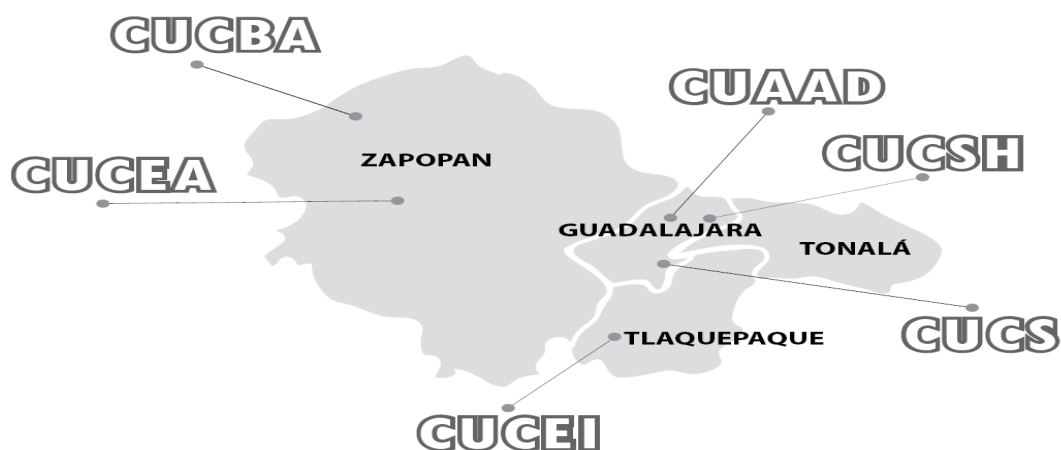 CUCBA
CUAAD
CUCSH
ZAPOPAN
CUCEA
GUADALAJARA
TONALÁ
CUCS
TLAQUEPAQUE
CUCEI